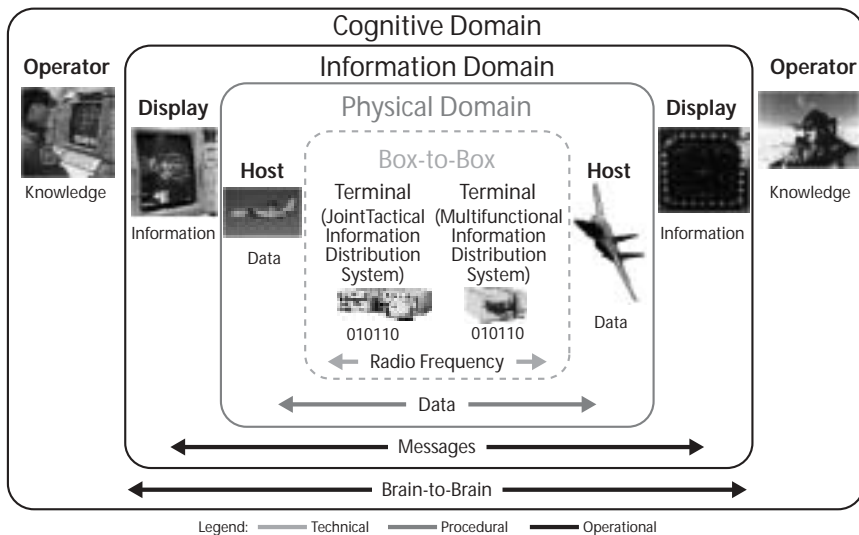 Cognitive Domain
Operator
Knowledge
Information Domain
Display
Information
Physical Domain
Host
Data
Box-to-Box
Terminal
(JointTactical
Information
Distribution
System)
010110
Terminal
(Multifunctional
Information
Distribution
System)
010110
Radio Frequency
Host
Data
Display
Information
Operator
Knowledge
Data
Messages
Brain-to-Brain
Legend: Technical Procedural Operational